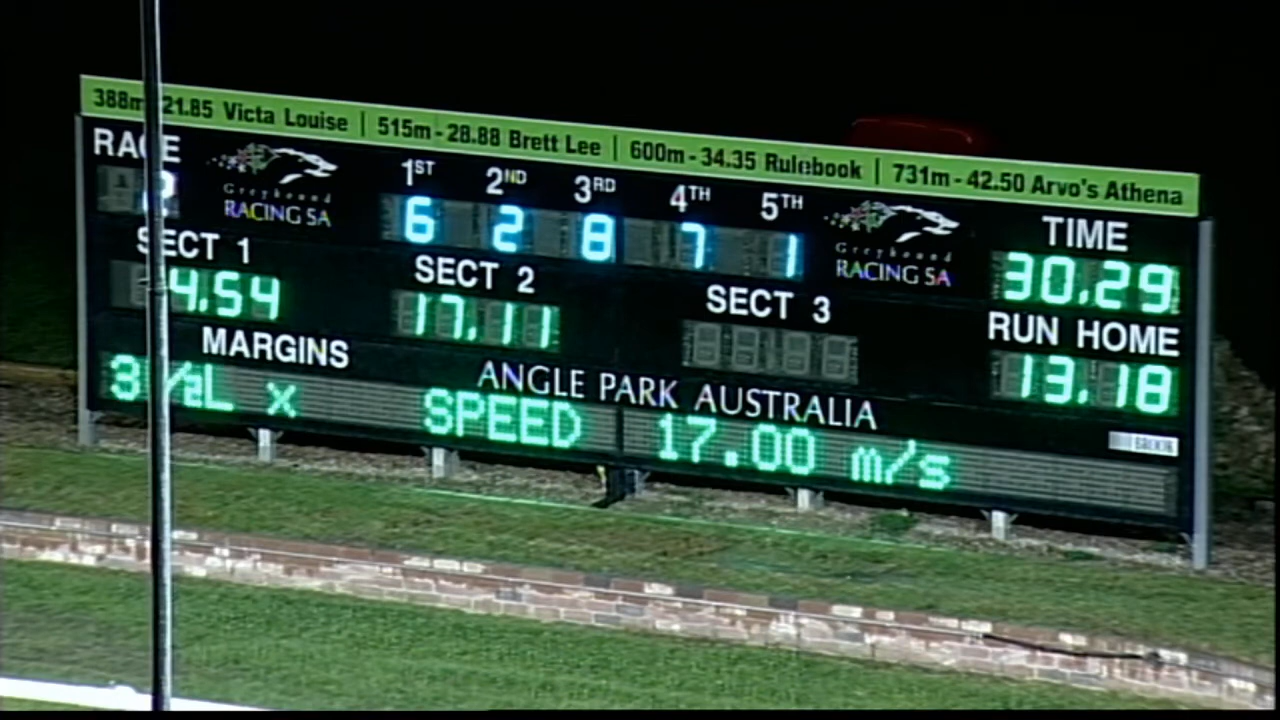 388m 21.85 Victa Louise | 515m - 28.88 Brett Lee | 600m - 34.35 Rulebook | 731m - 42.50 Arvo's Athena
RACE
Greyhound
RACING SA
1ST 2ND 3RD 4TH 5TH
6 2 8 7 1
Greyhound
RACING SA
TIME
30.29
SECT 1
4.54
SECT 2
17.11
SECT 3
RUN HOME
13.18
MARGINS
3 1/2L x
ANGLE PARK AUSTRALIA
SPEED 17.00 m/s